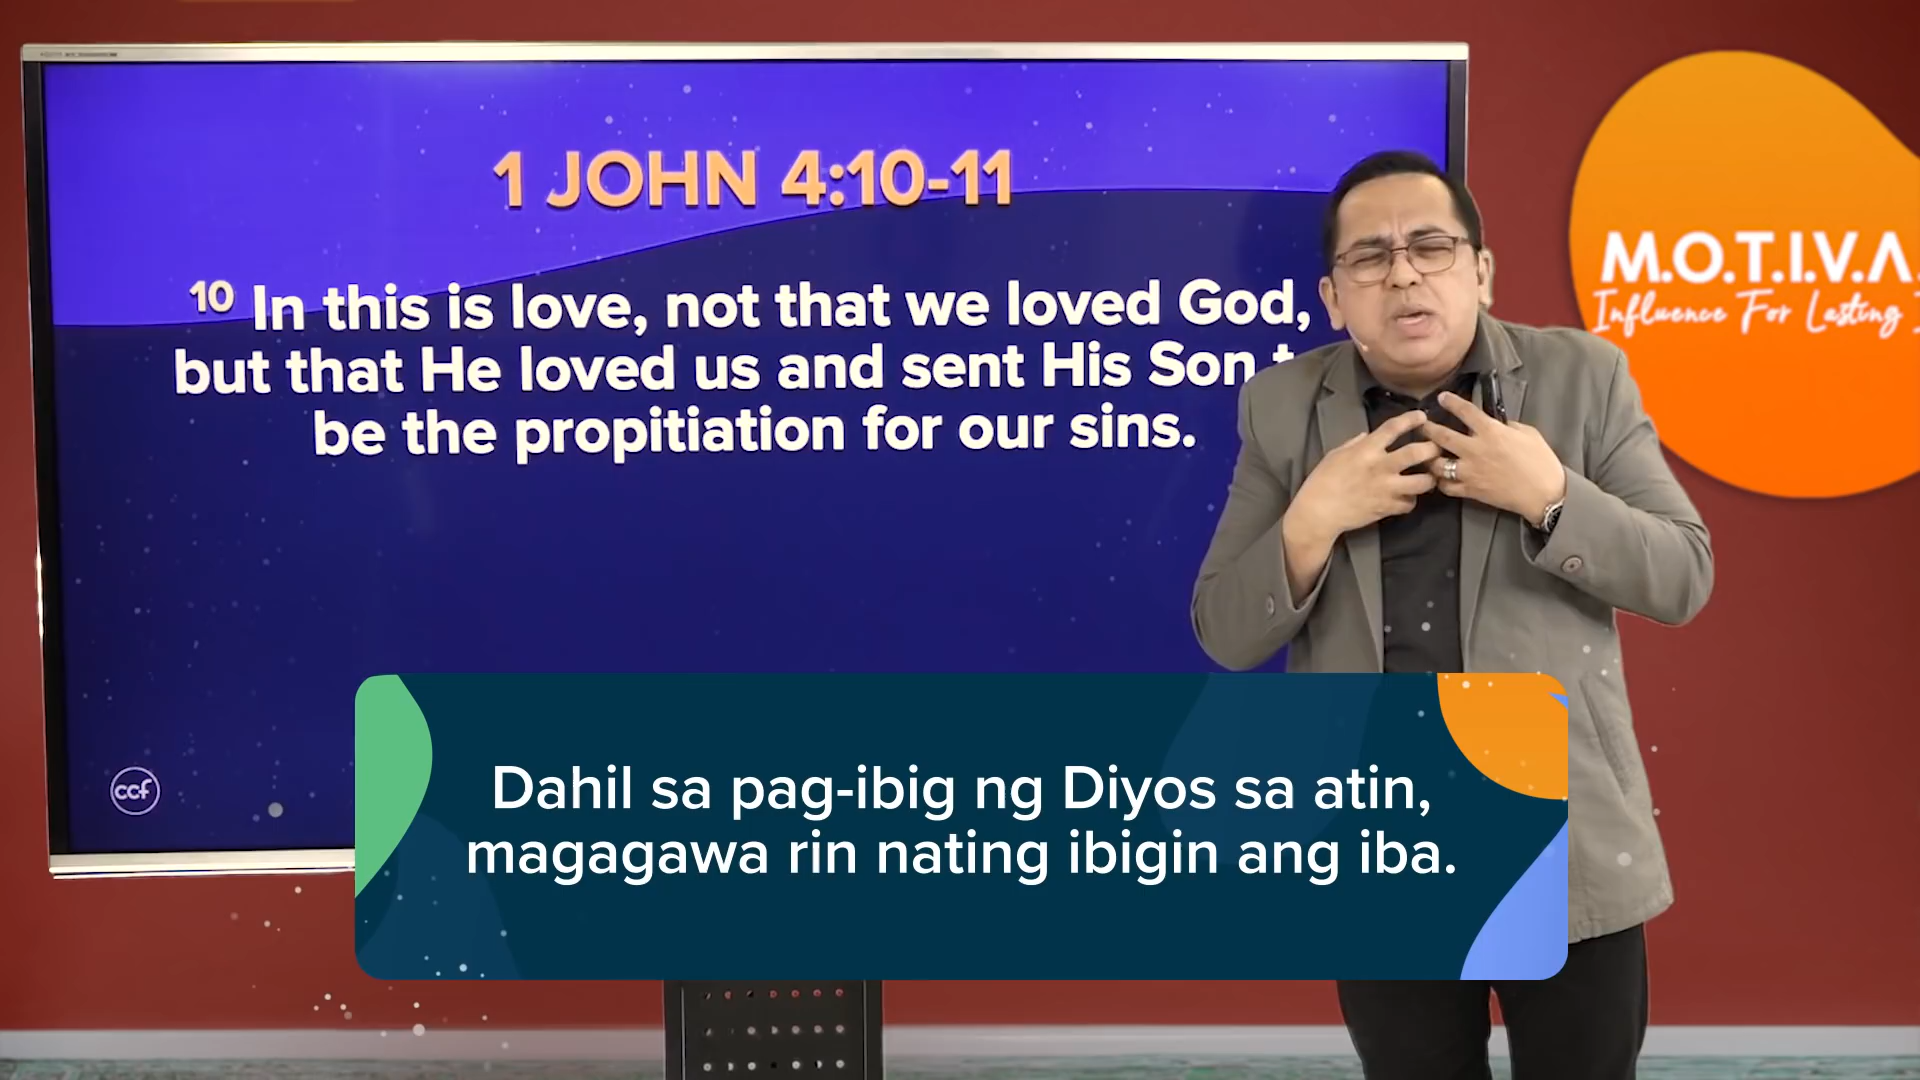 1 JOHN 4:10-11
10 In this is love, not that we loved God,
but that He loved us and sent His Son
be the propitiation for our sins.
M.O.T.I.V.A.
Influence For Lasting
ccf
Dahil sa pag-ibig ng Diyos sa atin,
magagawa rin nating ibigin ang iba.